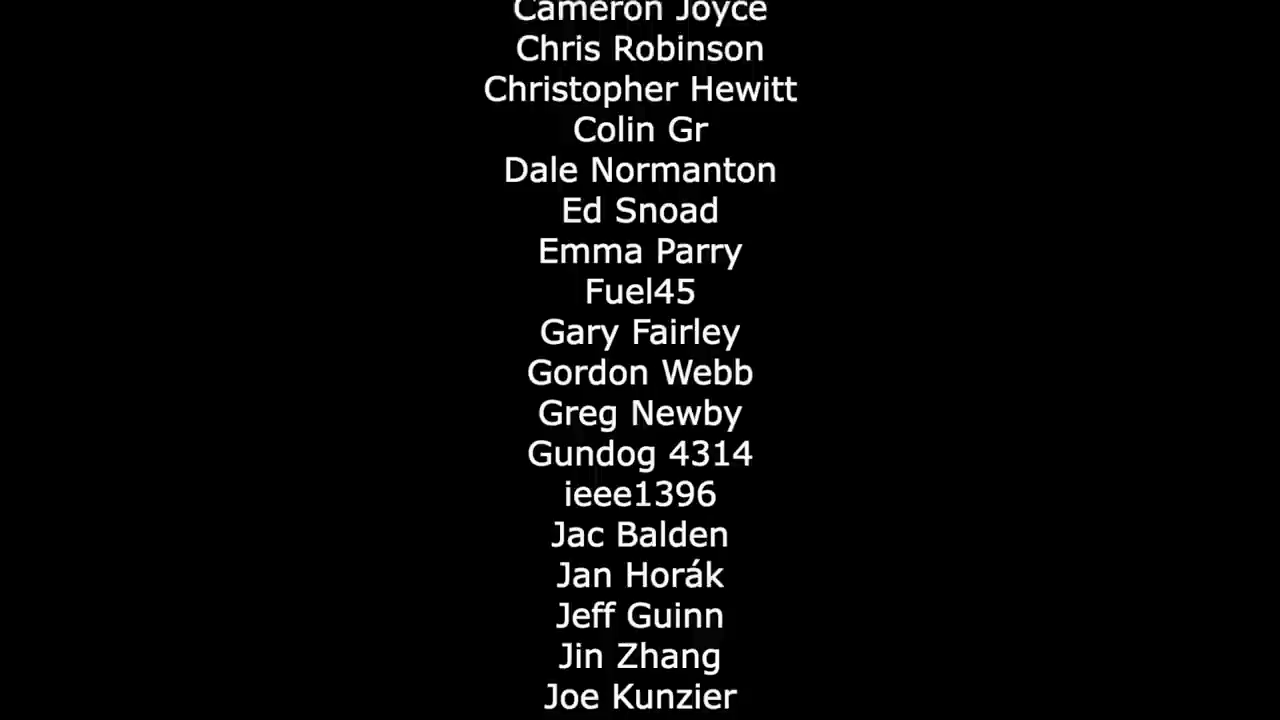 Cameron Joyce
Chris Robinson
Christopher Hewitt
Colin Gr
Dale Normanton
Ed Snoad
Emma Parry
Fuel45
Gary Fairley
Gordon Webb
Greg Newby
Gundog 4314
ieee1396
Jac Balden
Jan Horák
Jeff Guinn
Jin Zhang
Joe Kunzier